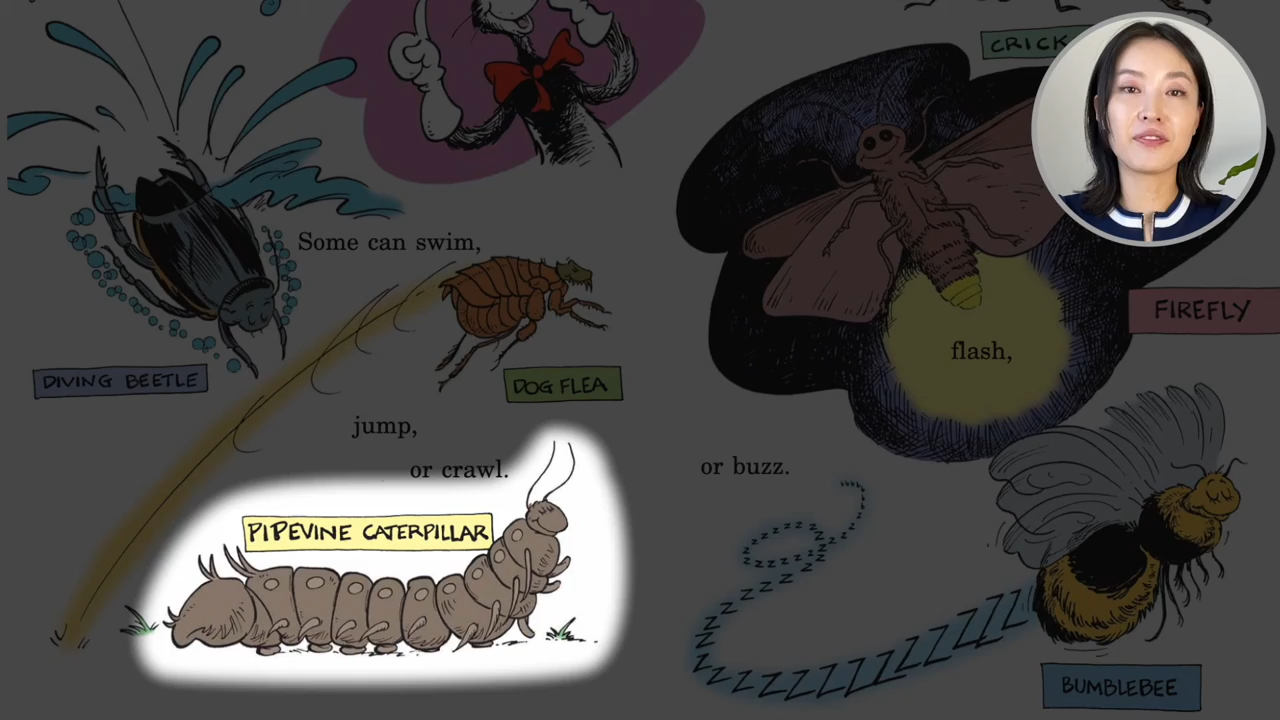 Some can swim,
DIVING BEETLE
DOG FLEA
jump,
or crawl.
PIPEVINE CATERPILLAR
FIREFLY
flash,
or buzz.
BUMBLEBEE